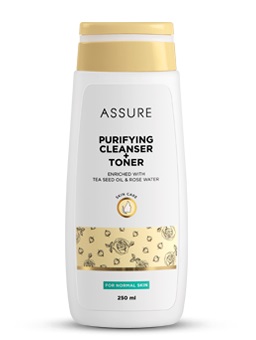 ASSURE
PURIFYING
CLEANSER
+
TONER
ENRICHED WITH
TEA SEED OIL & ROSE WATER
SKIN CARE
FOR NORMAL SKIN
250 ml